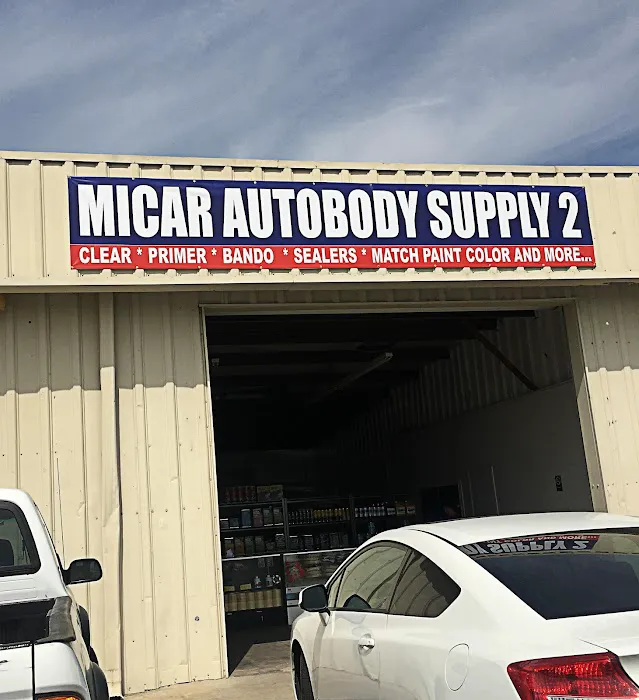 MICAR AUTOBODY SUPPLY 2
CLEAR * PRIMER * BANDO * SEALERS * MATCH PAINT COLOR AND MORE...